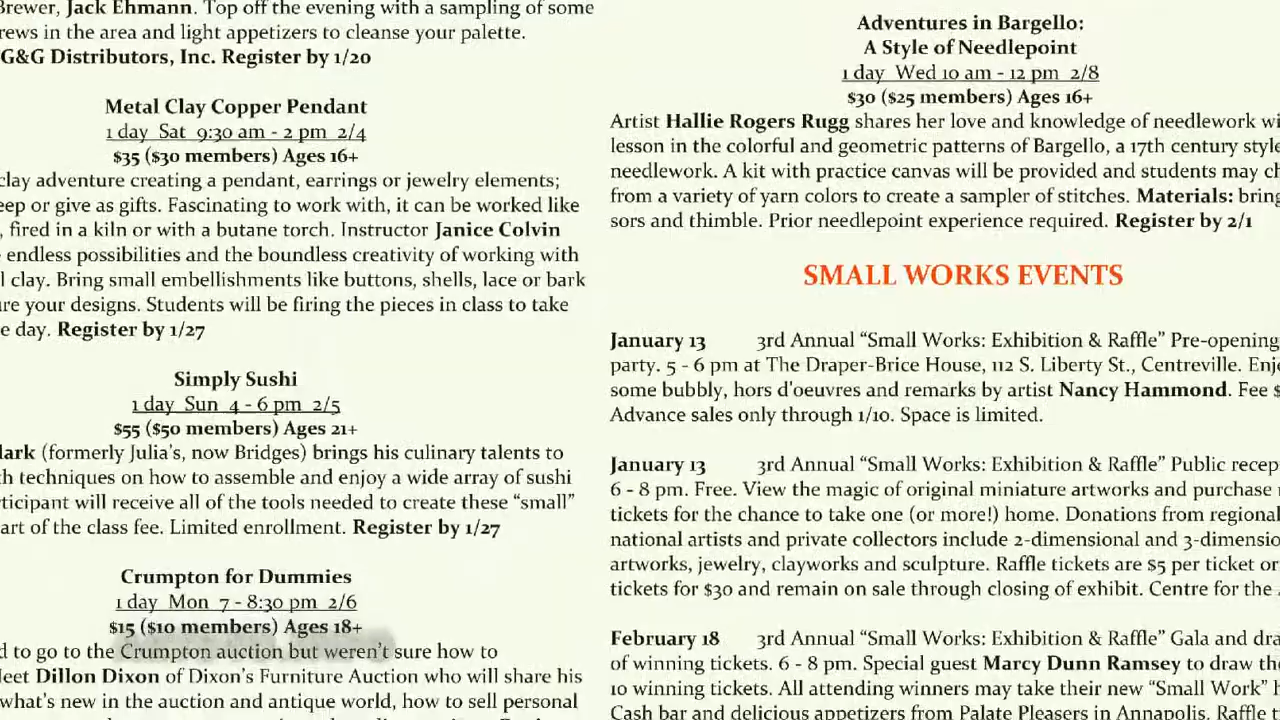 Brewer, Jack Ehmann. Top off the evening with a sampling of some
rews in the area and light appetizers to cleanse your palette.
G&G Distributors, Inc. Register by 1/20
Metal Clay Copper Pendant
1 day Sat 9:30 am - 2 pm 2/4
$35 ($30 members) Ages 16+
clay adventure creating a pendant, earrings or jewelry elements;
eep or give as gifts. Fascinating to work with, it can be worked like
, fired in a kiln or with a butane torch. Instructor Janice Colvin
endless possibilities and the boundless creativity of working with
l clay. Bring small embellishments like buttons, shells, lace or bark
ure your designs. Students will be firing the pieces in class to take
e day. Register by 1/27
Simply Sushi
1 day Sun 4 - 6 pm 2/5
$55 ($50 members) Ages 21+
lark (formerly Julia's, now Bridges) brings his culinary talents to
h techniques on how to assemble and enjoy a wide array of sushi
rticipant will receive all of the tools needed to create these “small”
art of the class fee. Limited enrollment. Register by 1/27
Crumpton for Dummies
1 day Mon 7 - 8:30 pm 2/6
$15 ($10 members) Ages 18+
d to go to the Crumpton auction but weren't sure how to
eet Dillon Dixon of Dixon's Furniture Auction who will share his
what's new in the auction and antique world, how to sell personal
Adventures in Bargello:
A Style of Needlepoint
1 day Wed 10 am - 12 pm 2/8
$30 ($25 members) Ages 16+
Artist Hallie Rogers Rugg shares her love and knowledge of needlework wi
lesson in the colorful and geometric patterns of Bargello, a 17th century style
needlework. A kit with practice canvas will be provided and students may ch
from a variety of yarn colors to create a sampler of stitches. Materials: bring
sors and thimble. Prior needlepoint experience required. Register by 2/1
SMALL WORKS EVENTS
January 13 3rd Annual “Small Works: Exhibition & Raffle” Pre-opening
party. 5 - 6 pm at The Draper-Brice House, 112 S. Liberty St., Centreville. Enj
some bubbly, hors d'oeuvres and remarks by artist Nancy Hammond. Fee $
Advance sales only through 1/10. Space is limited.
January 13 3rd Annual “Small Works: Exhibition & Raffle” Public recep
6 - 8 pm. Free. View the magic of original miniature artworks and purchase
tickets for the chance to take one (or more!) home. Donations from regional
national artists and private collectors include 2-dimensional and 3-dimensio
artworks, jewelry, clayworks and sculpture. Raffle tickets are $5 per ticket or
tickets for $30 and remain on sale through closing of exhibit. Centre for the
February 18 3rd Annual “Small Works: Exhibition & Raffle” Gala and dra
of winning tickets. 6 - 8 pm. Special guest Marcy Dunn Ramsey to draw the
10 winning tickets. All attending winners may take their new “Small Work” h
Cash bar and delicious appetizers from Palate Pleasers in Annapolis. Raffle t